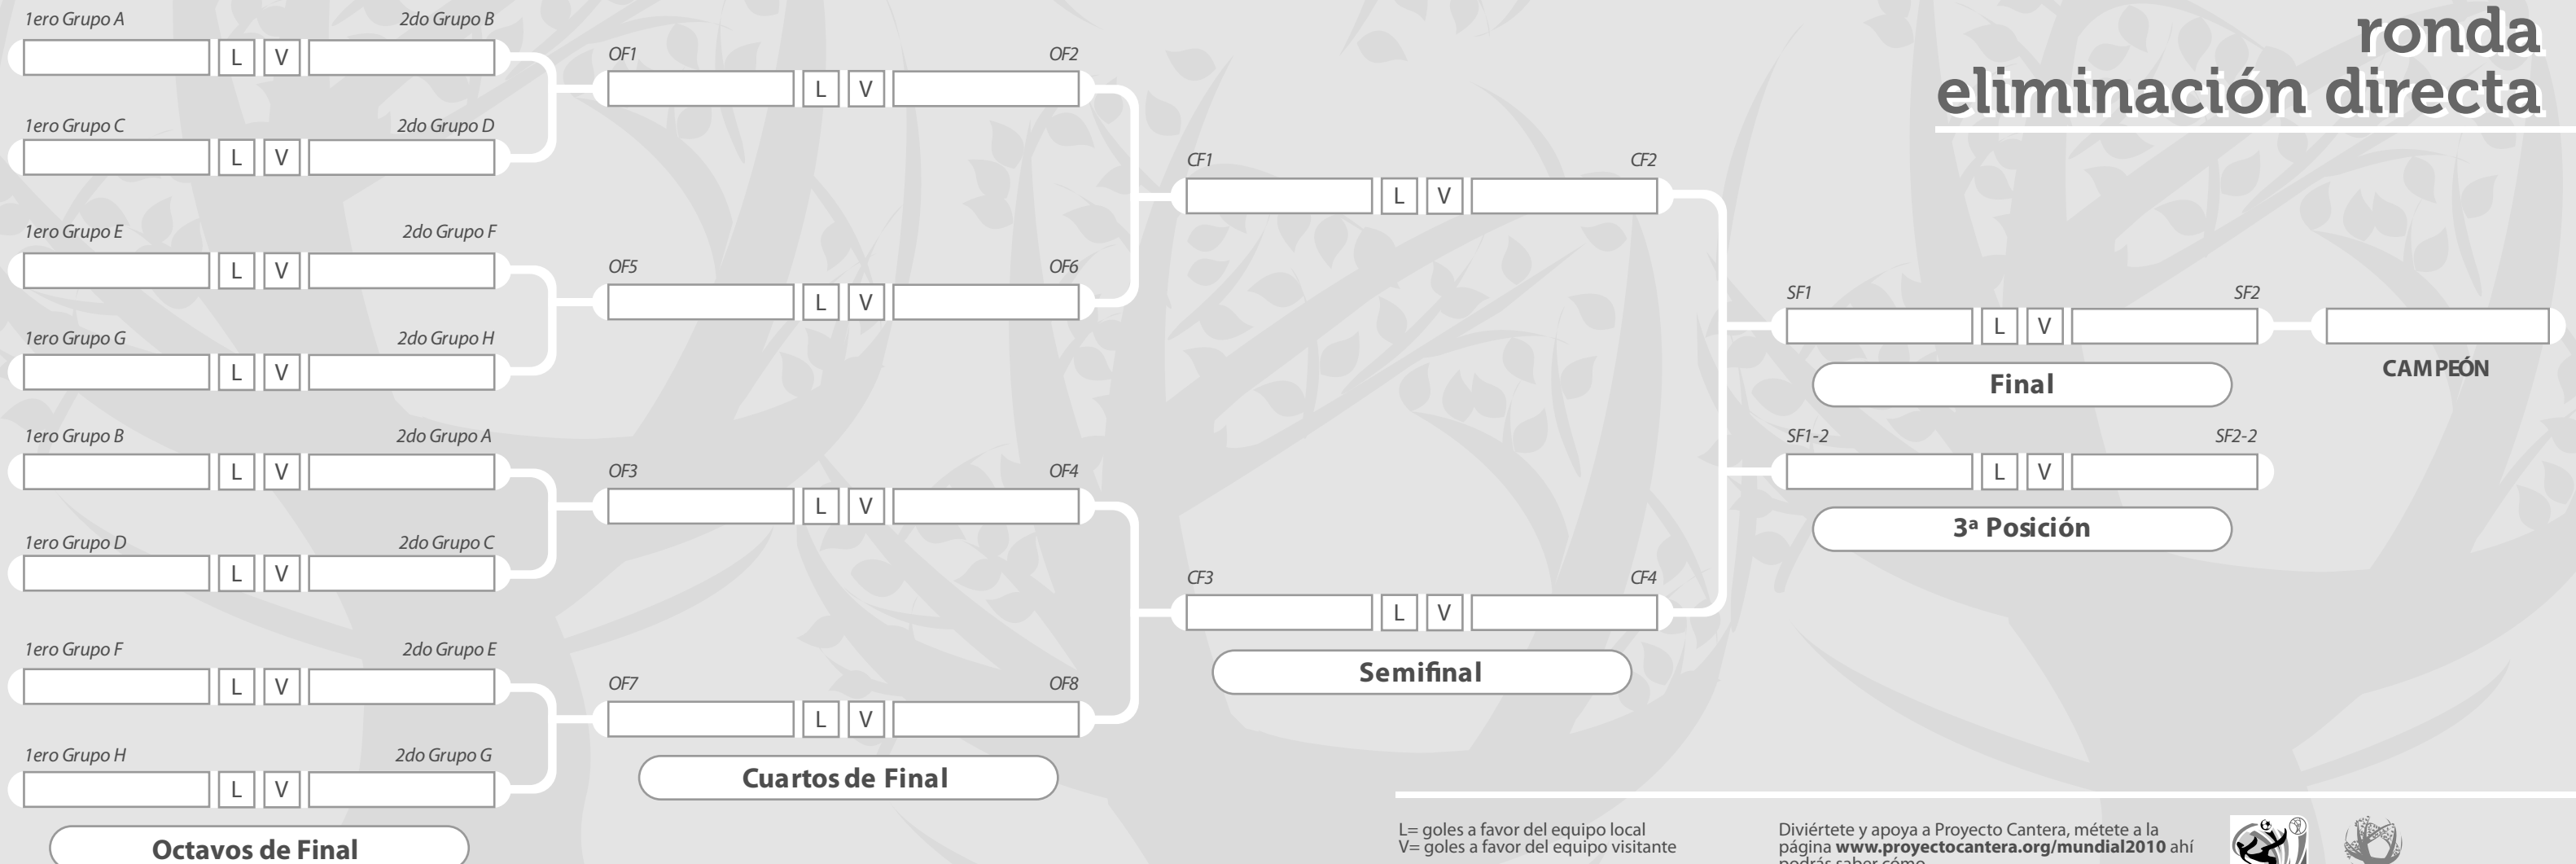 ronda
eliminación directa
1ero Grupo A 2do Grupo B
L V
1ero Grupo C 2do Grupo D
L V
1ero Grupo E 2do Grupo F
L V
1ero Grupo G 2do Grupo H
L V
1ero Grupo B 2do Grupo A
L V
1ero Grupo D 2do Grupo C
L V
1ero Grupo F 2do Grupo E
L V
1ero Grupo H 2do Grupo G
L V
Octavos de Final
OF1 OF2
L V
OF5 OF6
L V
OF3 OF4
L V
OF7 OF8
L V
Cuartos de Final
CF1 CF2
L V
CF3 CF4
L V
Semifinal
SF1 SF2
L V
Final
CAMPEÓN
SF1-2 SF2-2
L V
3ª Posición
L= goles a favor del equipo local
V= goles a favor del equipo visitante
Diviértete y apoya a Proyecto Cantera, métete a la
página www.proyectocantera.org/mundial2010 ahí
podrás saber cómo